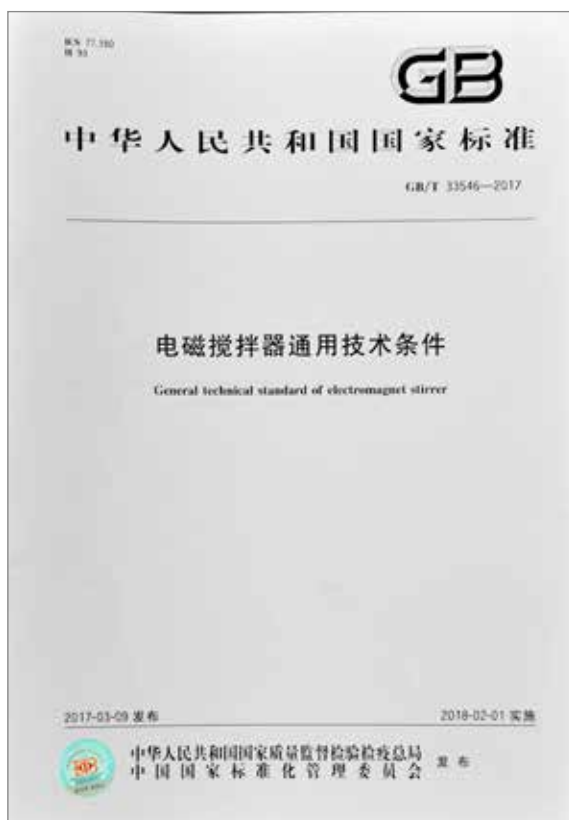 ICS 77.180
GB
中华人民共和国国家标准
GB/T 33546—2017
电磁搅拌器通用技术条件
General technical standard of electromagnet stirrer
2017-03-09 发布
2018-02-01 实施
中华人民共和国国家质量监督检验检疫总局
中国国家标准化管理委员会
发布